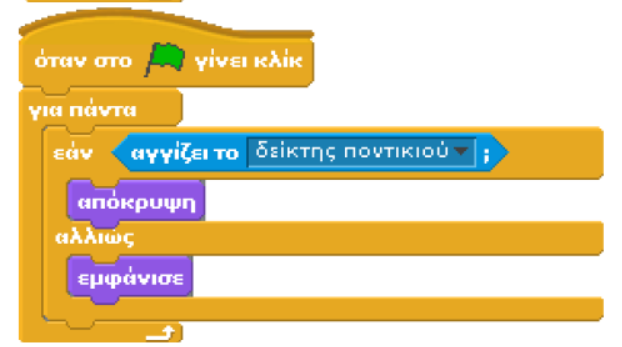 όταν στο γίνει κλίκ
για πάντα
εάν αγγίζει το δείκτης ποντικιού ;
απόκρυψη
αλλιώς
εμφάνισε